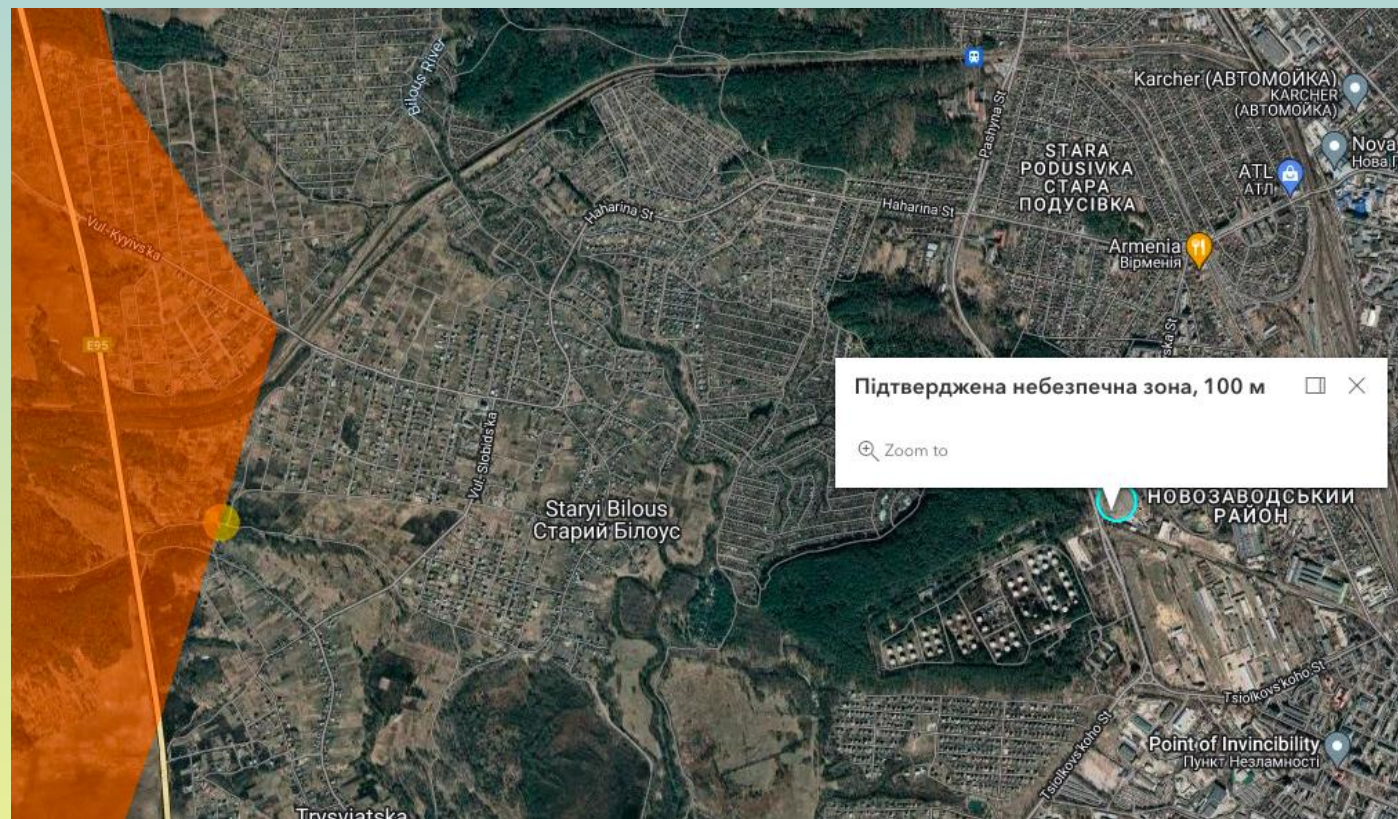 Bilous River
Karcher (АВТОМОЙКА)
KARCHER
(АВТОМОЙКА)
Nova
Нова П
Pashyna St
STARA
PODUSIVKA
СТАРА
ПОДУСІВКА
ATL
АТЛ
Haharina St
Haharina St
Armenia
Вірменія
Vul-Kyyivs'ka
ska St
E95
Підтверджена небезпечна зона, 100 м
Zoom to
Vul-Slobids'ka
НОВОЗАВОДСЬКИЙ
РАЙОН
Staryi Bilous
Старий Білоус
Tsiolkovs'koho St
Tsiolkovs'koho St
Point of Invincibility
Пункт Незламності
Trysviatska